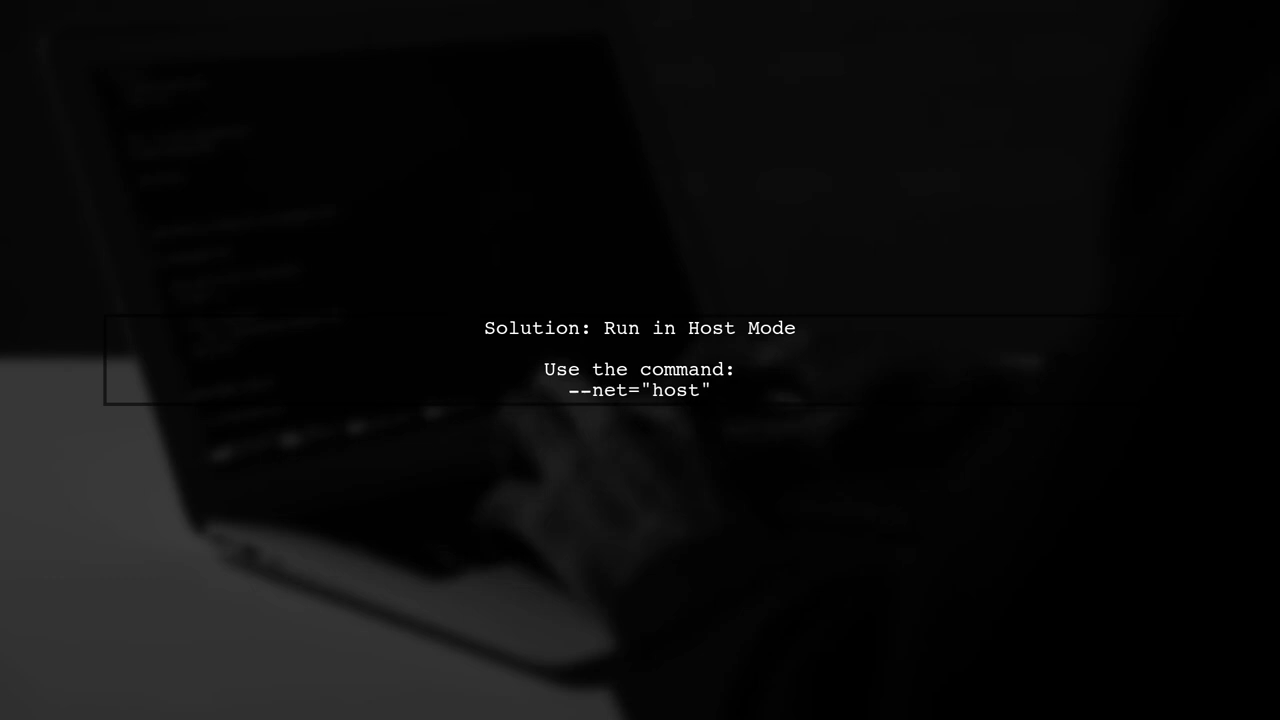 Solution: Run in Host Mode
Use the command:
--net="host"